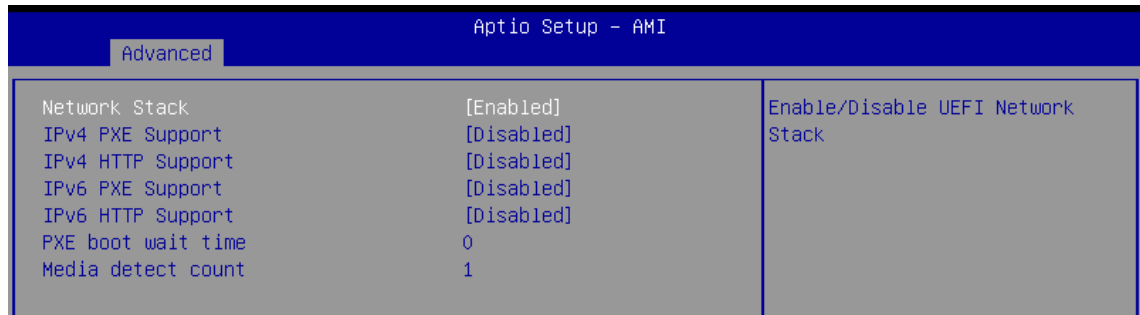 Aptio Setup – AMI
Advanced
Network Stack [Enabled]
IPv4 PXE Support [Disabled]
IPv4 HTTP Support [Disabled]
IPv6 PXE Support [Disabled]
IPv6 HTTP Support [Disabled]
PXE boot wait time 0
Media detect count 1
Enable/Disable UEFI Network
Stack